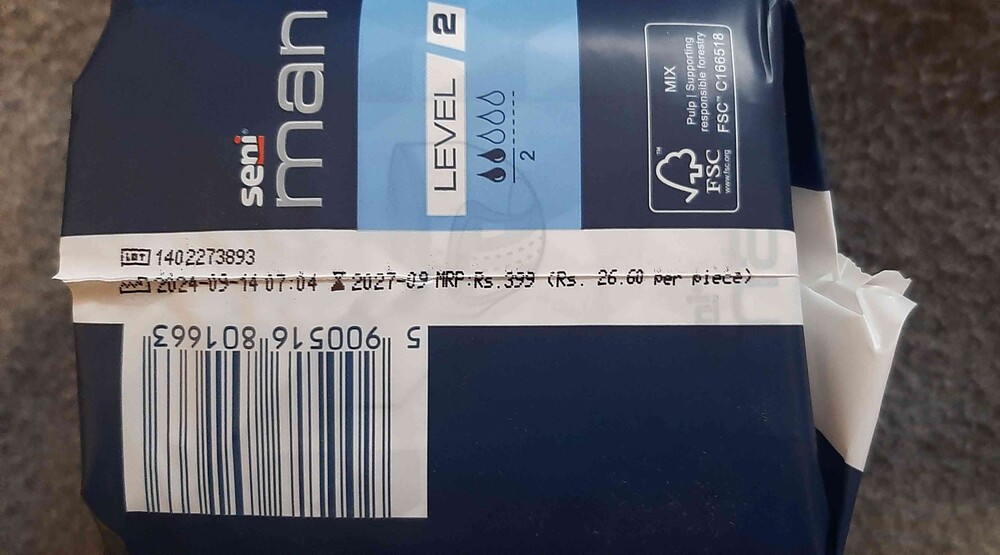 seni
man
LEVEL / 2
2
MIX
Pulp | Supporting
responsible forestry
FSC™ C166518
FSC
www.fsc.org
LOT 1402273893
2024-09-14 07:04 2027-09 MRP:Rs.399 (Rs. 26.60 per piece)
5 900516 801663